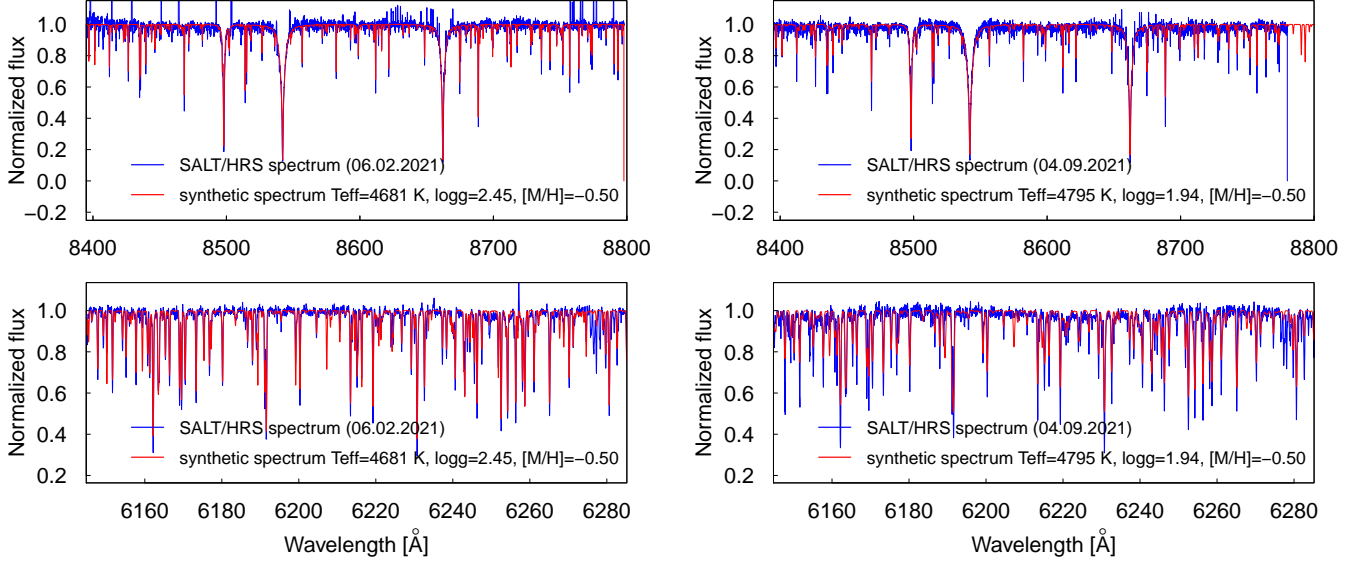 Normalized flux
1.0
0.8
0.6
0.4
0.2
0.0
−0.2
SALT/HRS spectrum (06.02.2021)
synthetic spectrum Teff=4681 K, logg=2.45, [M/H]=−0.50
8400 8500 8600 8700 8800
Normalized flux
1.0
0.8
0.6
0.4
0.2
0.0
−0.2
SALT/HRS spectrum (04.09.2021)
synthetic spectrum Teff=4795 K, logg=1.94, [M/H]=−0.50
8400 8500 8600 8700 8800
Normalized flux
1.0
0.8
0.6
0.4
0.2
SALT/HRS spectrum (06.02.2021)
synthetic spectrum Teff=4681 K, logg=2.45, [M/H]=−0.50
6160 6180 6200 6220 6240 6260 6280
Wavelength [Å]
Normalized flux
1.0
0.8
0.6
0.4
0.2
SALT/HRS spectrum (04.09.2021)
synthetic spectrum Teff=4795 K, logg=1.94, [M/H]=−0.50
6160 6180 6200 6220 6240 6260 6280
Wavelength [Å]